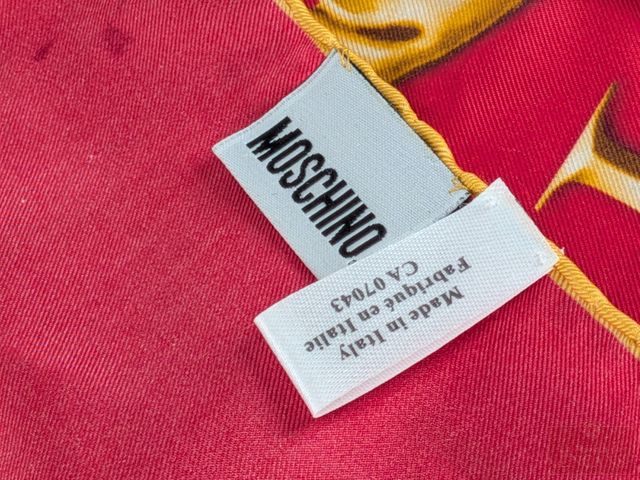 MOSCHINO
Made in Italy
Fabriqué en Italie
CA 07043